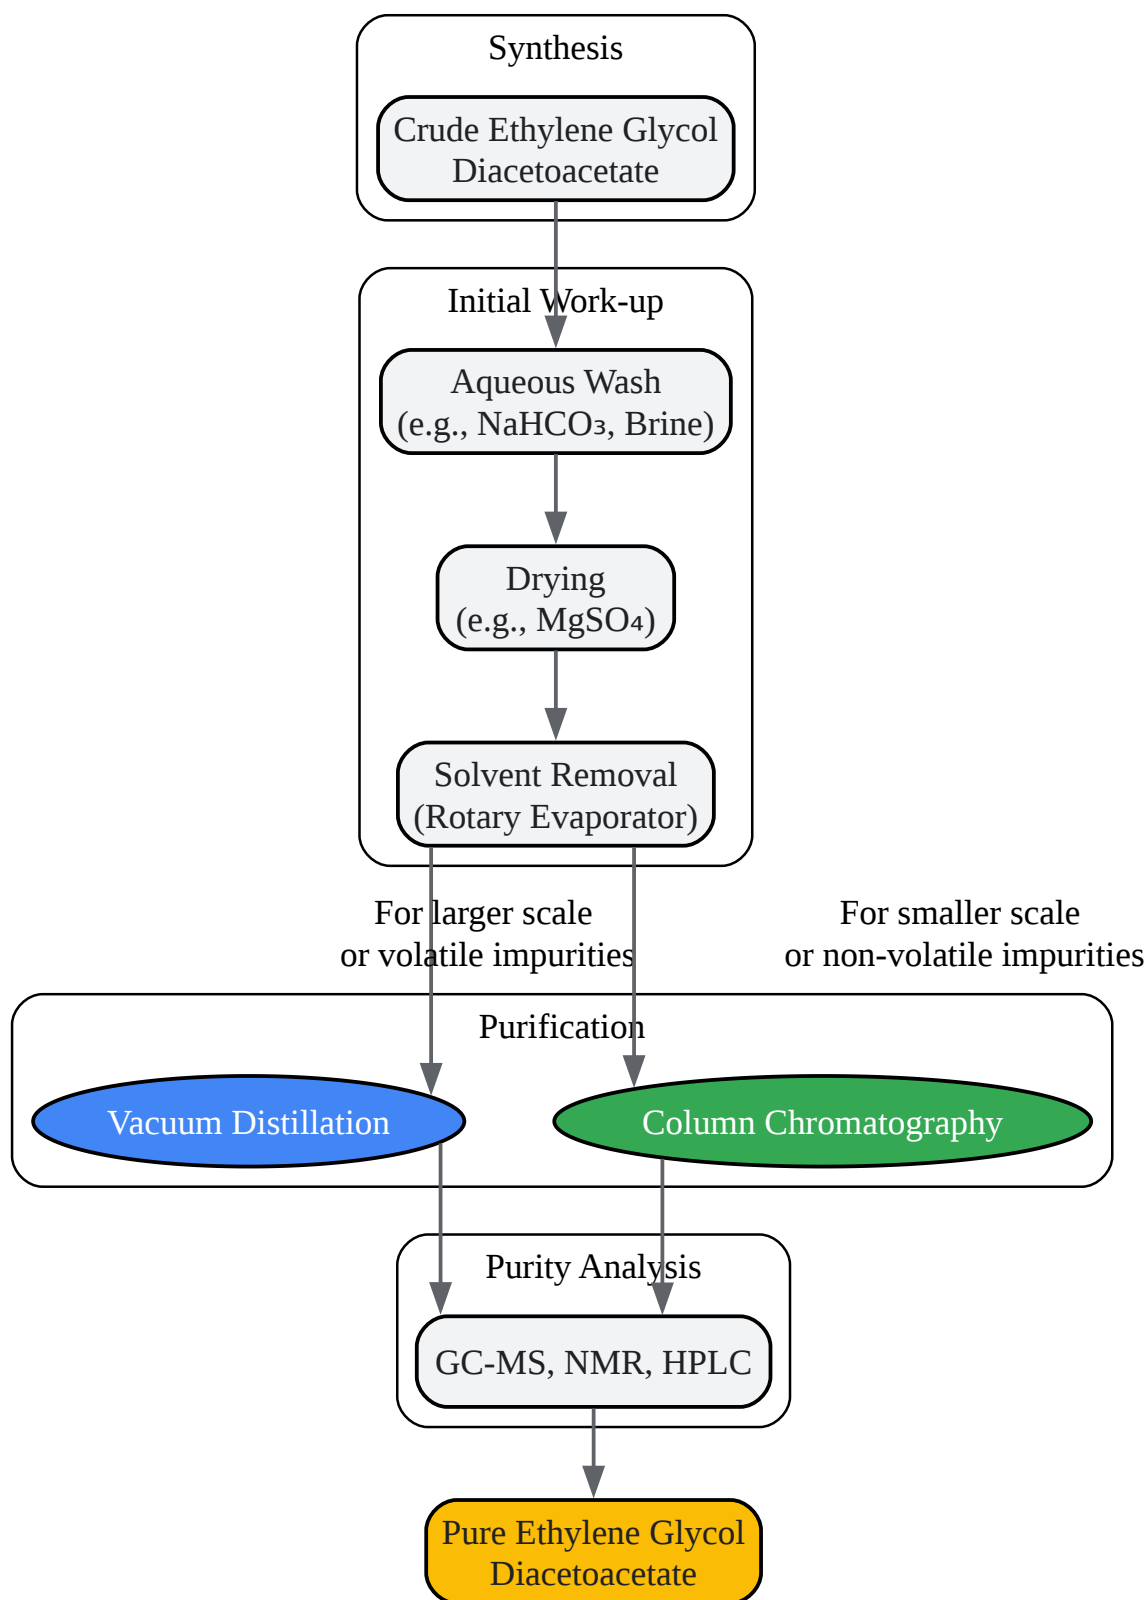 Synthesis
Crude Ethylene Glycol
Diacetoacetate
Initial Work-up
Aqueous Wash
(e.g., NaHCO₃, Brine)
Drying
(e.g., MgSO₄)
Solvent Removal
(Rotary Evaporator)
For larger scale
or volatile impurities
For smaller scale
or non-volatile impurities
Purification
Vacuum Distillation
Column Chromatography
Purity Analysis
GC-MS, NMR, HPLC
Pure Ethylene Glycol
Diacetoacetate